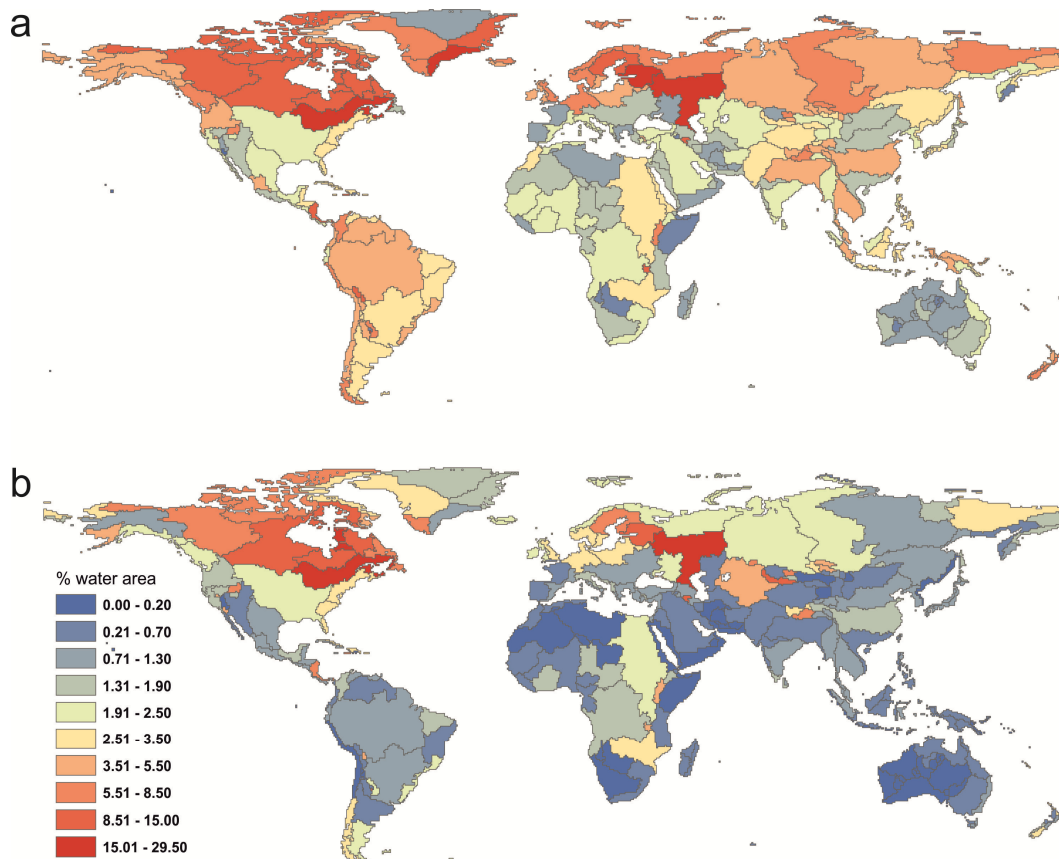 a
b
% water area
0.00 - 0.20
0.21 - 0.70
0.71 - 1.30
1.31 - 1.90
1.91 - 2.50
2.51 - 3.50
3.51 - 5.50
5.51 - 8.50
8.51 - 15.00
15.01 - 29.50